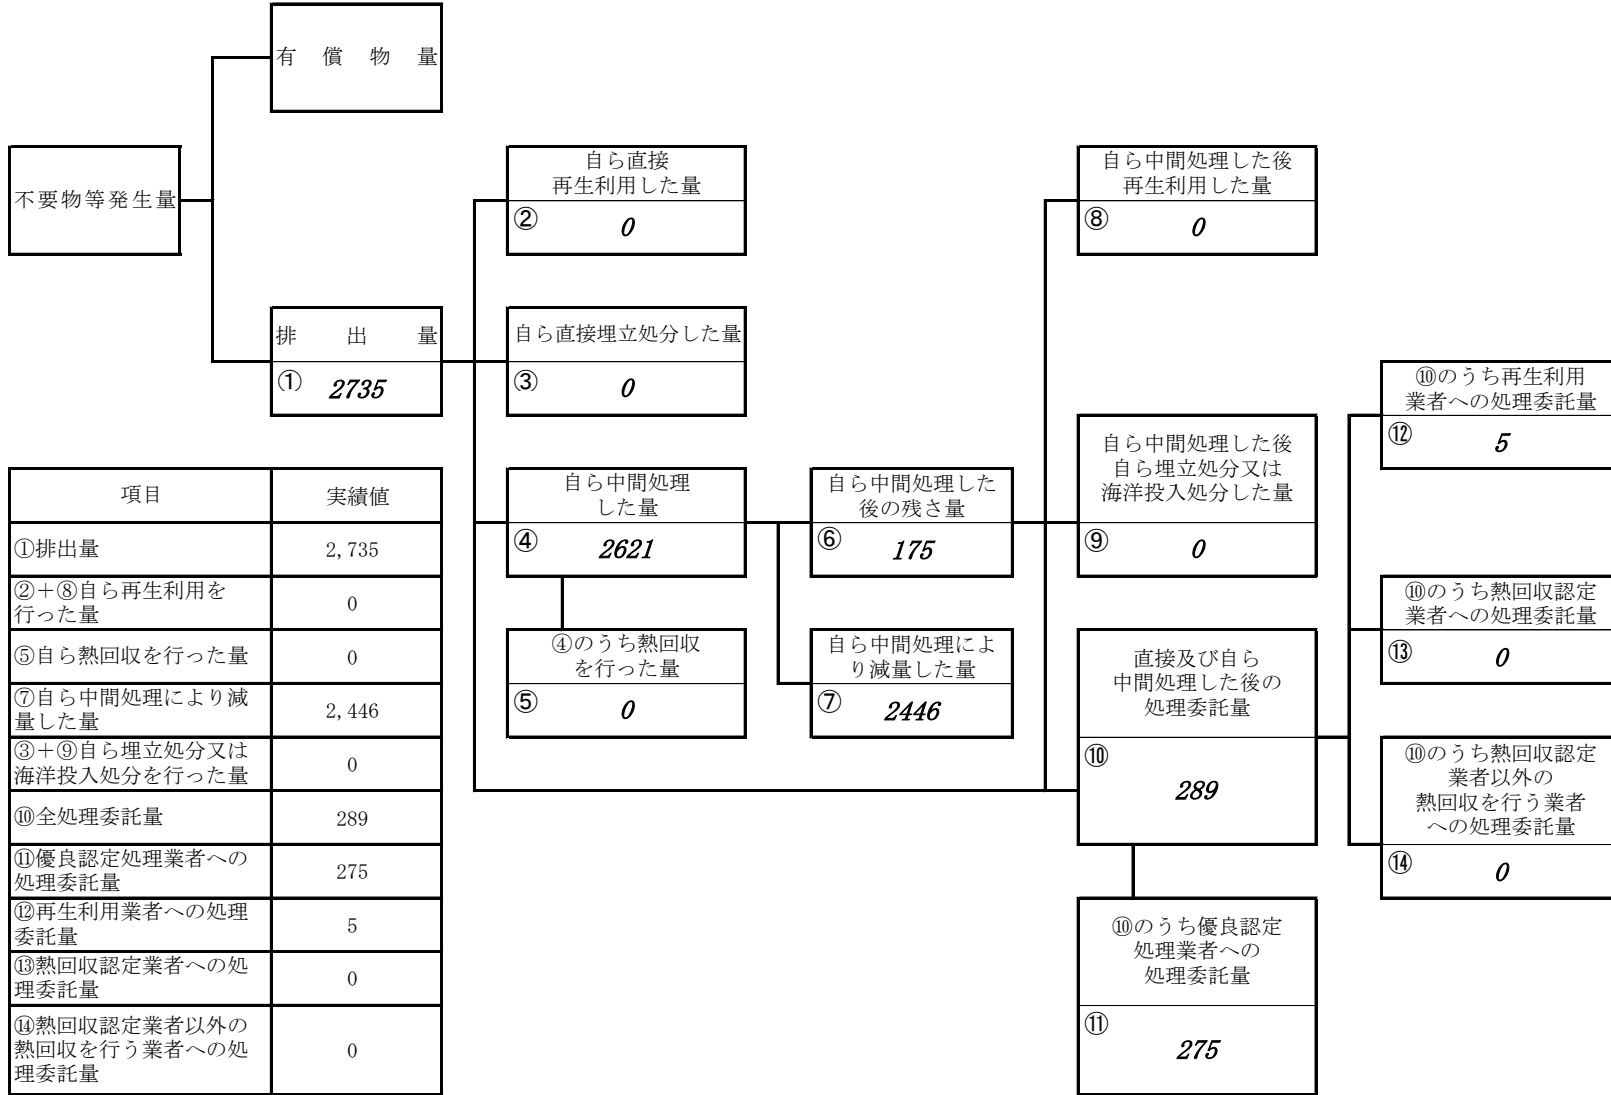 有償物量
不要物等発生量
排出量
① 2735
自ら直接
再生利用した量
② 0
自ら直接埋立処分した量
③ 0
自ら中間処理
した量
④ 2621
④のうち熱回収
を行った量
⑤ 0
自ら中間処理した
後の残さ量
⑥ 175
自ら中間処理によ
り減量した量
⑦ 2446
自ら中間処理した後
再生利用した量
⑧ 0
自ら中間処理した後
自ら埋立処分又は
海洋投入処分した量
⑨ 0
直接及び自ら
中間処理した後の
処理委託量
⑩
289
⑩のうち優良認定
処理業者への
処理委託量
⑪
275
⑩のうち再生利用
業者への処理委託量
⑫ 5
⑩のうち熱回収認定
業者への処理委託量
⑬ 0
⑩のうち熱回収認定
業者以外の
熱回収を行う業者
への処理委託量
⑭ 0
項目 実績値
①排出量 2,735
②+⑧自ら再生利用を
行った量 0
⑤自ら熱回収を行った量 0
⑦自ら中間処理により減
量した量 2,446
③+⑨自ら埋立処分又は
海洋投入処分を行った量 0
⑩全処理委託量 289
⑪優良認定処理業者への
処理委託量 275
⑫再生利用業者への処理
委託量 5
⑬熱回収認定業者への処
理委託量 0
⑭熱回収認定業者以外の
熱回収を行う業者への処
理委託量 0